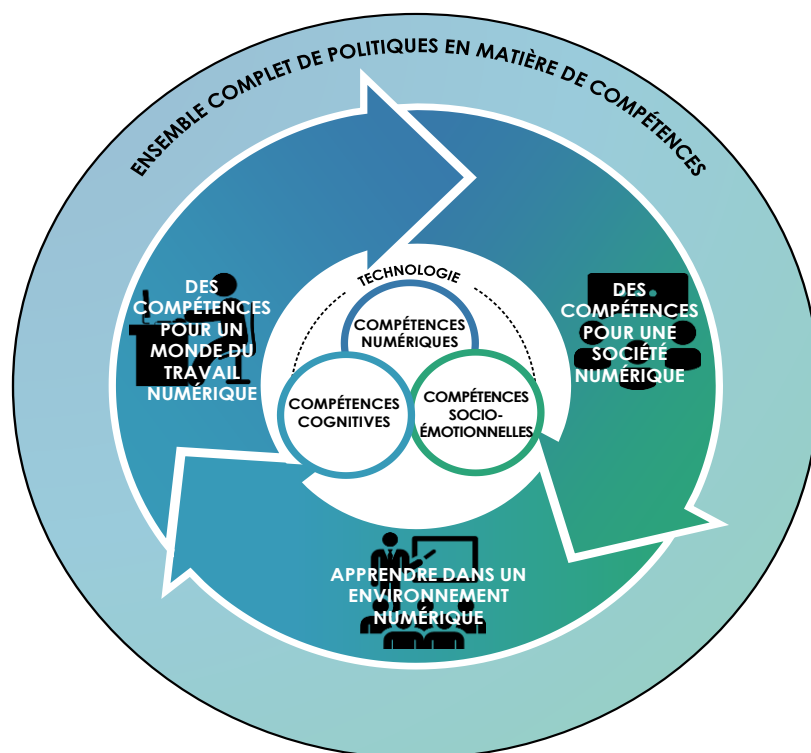 ENSEMBLE COMPLET DE POLITIQUES EN MATIÈRE DE COMPÉTENCES
DES
COMPÉTENCES
POUR UN
MONDE DU
TRAVAIL
NUMÉRIQUE
TECHNOLOGIE
COMPÉTENCES
NUMÉRIQUES
COMPÉTENCES
COGNITIVES
COMPÉTENCES
SOCIO-
ÉMOTIONNELLES
DES
COMPÉTENCES
POUR UNE
SOCIÉTÉ
NUMÉRIQUE
APPRENDRE DANS UN
ENVIRONNEMENT
NUMÉRIQUE